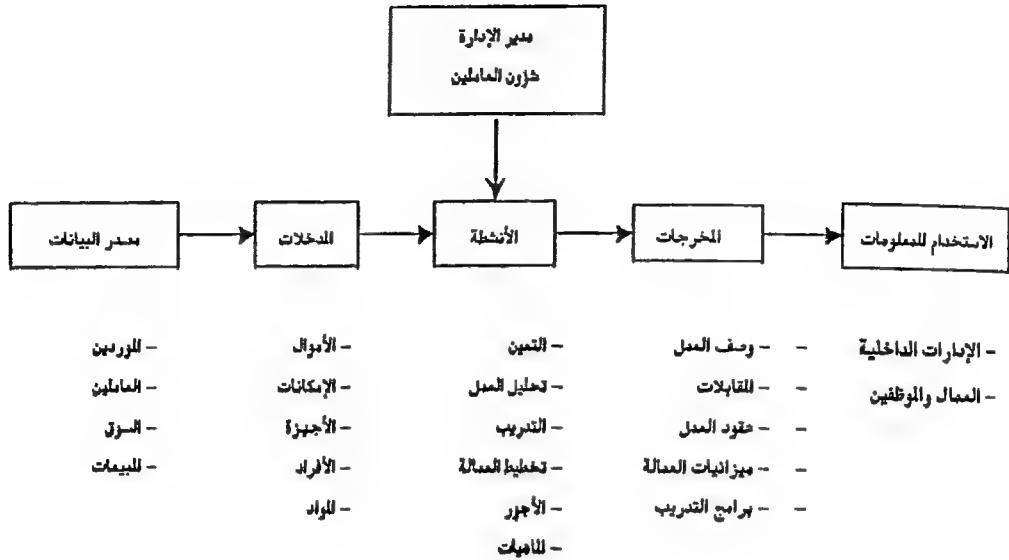 مدير الإدارة
شؤون العاملين
مصدر البيانات
المدخلات
الأنشطة
المخرجات
الاستخدام للمعلومات
– الموردين
– العاملين
– السوق
– المبيعات
– الأموال
– الإمكانات
– الأجهزة
– الأفراد
– المواد
– التعين
– تحليل العمل
– التدريب
– تخطيط العمالة
– الأجور
– الماهيات
– – وصف العمل
– – المقابلات
– – عقود العمل
– – ميزانيات العمالة
– – برامج التدريب
– الإدارات الداخلية
– العمال والموظفين